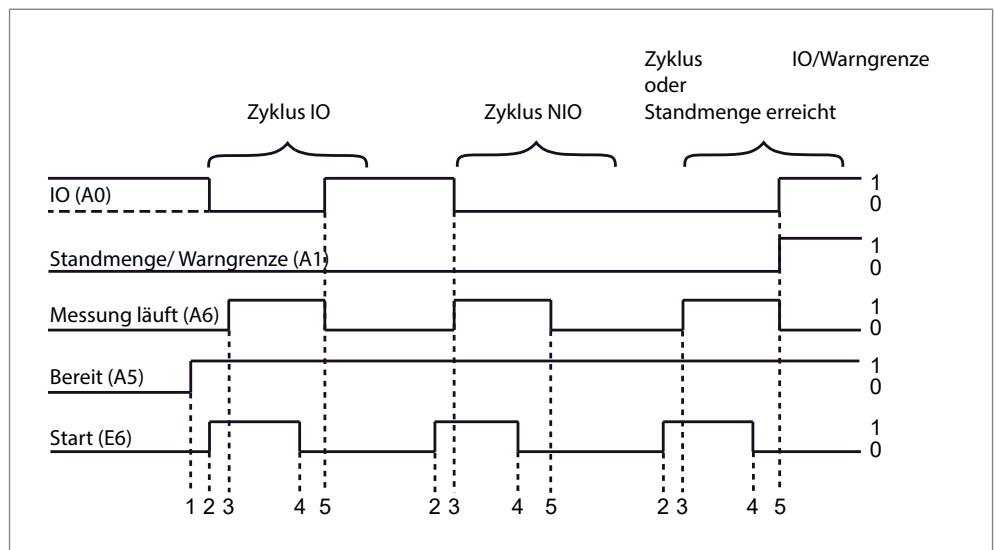 Zyklus IO/Warngrenze
oder
Zyklus IO Zyklus NIO Standmenge erreicht
IO (A0) 1
0
Standmenge/ Warngrenze (A1) 1
0
Messung läuft (A6) 1
0
Bereit (A5) 1
0
Start (E6) 1
0
1 2 3 4 5 2 3 4 5 2 3 4 5